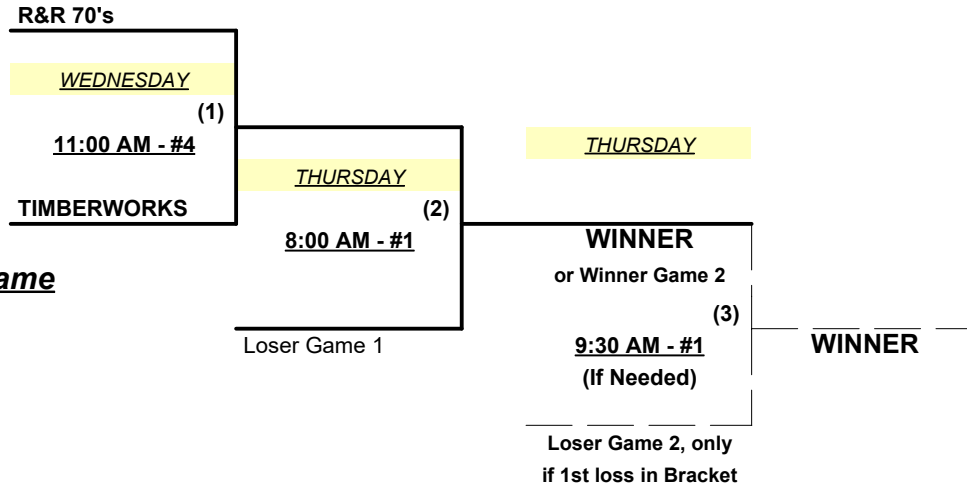 R&R 70's
WEDNESDAY
(1)
11:00 AM - #4
TIMBERWORKS
THURSDAY
(2)
8:00 AM - #1
Loser Game 1
THURSDAY
WINNER
or Winner Game 2
(3)
9:30 AM - #1
(If Needed)
Loser Game 2, only
if 1st loss in Bracket
WINNER